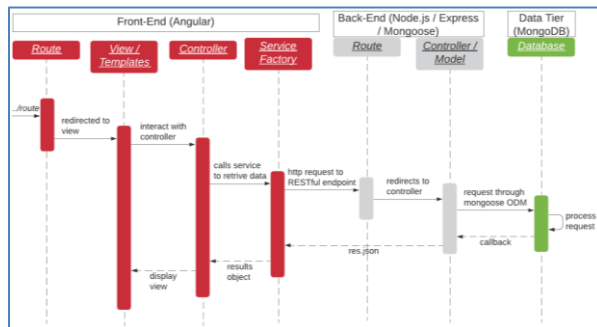 Front-End (Angular)
Back-End (Node.js / Express
/ Mongoose)
Data Tier
(MongoDB)
Route
View /
Templates
Controller
Service
Factory
Route
Controller /
Model
Database
../route
redirected to
view
interact with
controller
calls service
to retrive data
http request to
RESTful endpoint
redirects to
controller
request through
mongoose ODM
process
request
callback
res.json
results
object
display
view